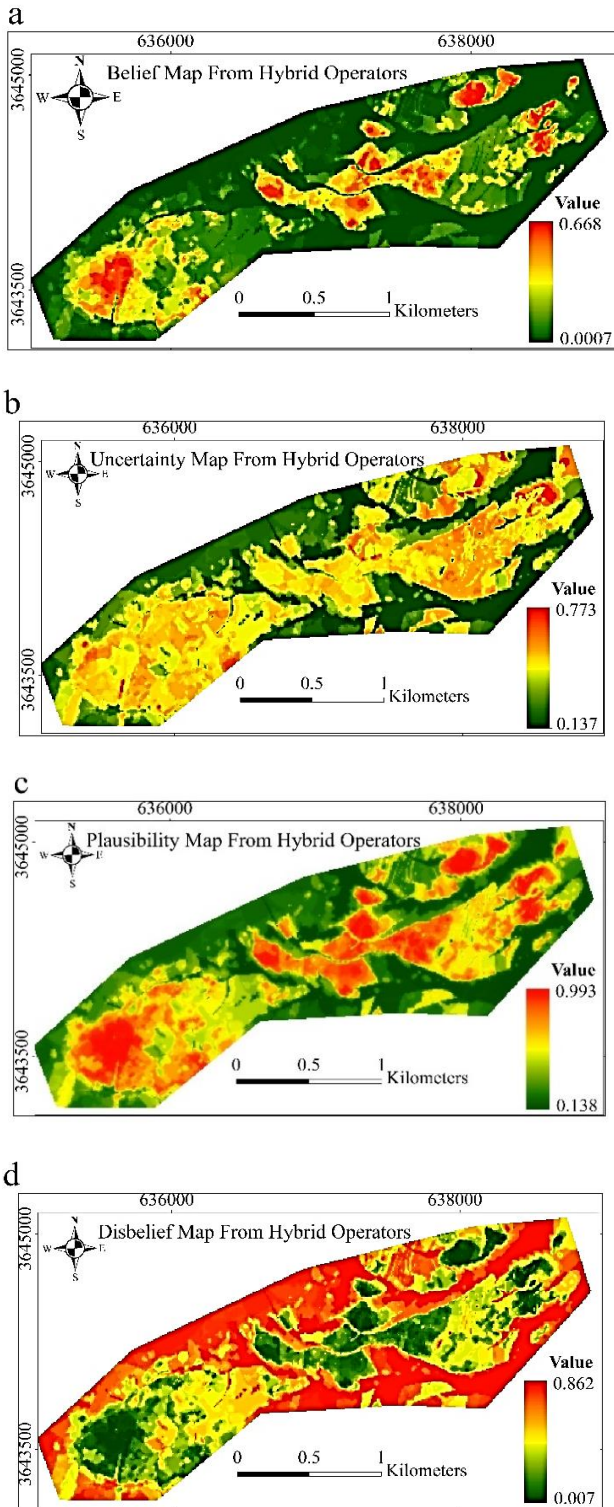 a
636000 638000
3645000
Belief Map From Hybrid Operators
N
W E
S
Value
0.668
0.0007
3643500
0 0.5 1
Kilometers
b
636000 638000
3645000
Uncertainty Map From Hybrid Operators
N
W E
S
Value
0.773
0.137
3643500
0 0.5 1
Kilometers
c
636000 638000
3645000
Plausibility Map From Hybrid Operators
N
W E
S
Value
0.993
0.138
3643500
0 0.5 1
Kilometers
d
636000 638000
3645000
Disbelief Map From Hybrid Operators
N
W E
S
Value
0.862
0.007
3643500
0 0.5 1
Kilometers